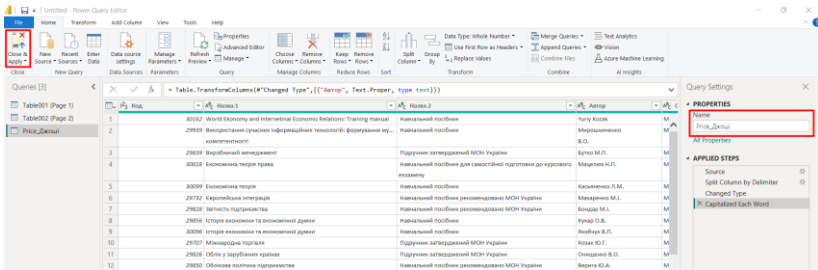 Untitled - Power Query Editor
File Home Transform Add Column View Tools Help
Close & Apply New Source Recent Sources Enter Data Data source settings Manage Parameters Refresh Preview Properties Advanced Editor Manage Choose Columns Remove Columns Keep Rows Remove Rows Split Column Group By Data Type: Whole Number Use First Row as Headers Replace Values Merge Queries Append Queries Combine Files Text Analytics Vision Azure Machine Learning
Close New Query Data Sources Parameters Query Manage Columns Reduce Rows Sort Transform Combine AI Insights
Queries [3]
Table001 (Page 1)
Table002 (Page 2)
Price_Джоші
= Table.TransformColumns(#"Changed Type",{{"Автор", Text.Proper, type text}})
Код Назва.1 Назва.2 Автор
1 30162 World Ekonomy and Internetinal Economic Relations: Training manual Навчальний посібник Yuriy Kozak
2 29939 Використання сучасних інформаційних технологій: формування му... Навчальний посібник Мирошниченко
компетентності В.О.
3 29839 Виробничий менеджмент Підручник затверджений МОН України Бутко М.П.
4 30018 Економічна теорія права Навчальний посібник для самостійної підготовки до курсового Мацелюх Н.П.
екзамену
5 30099 Економічна теорія Навчальний посібник Касьяненко Л.М.
6 29732 Європейська інтеграція Навчальний посібник рекомендовано МОН України Макаренко М.І.
7 29828 Звітність підприємства Навчальний посібник рекомендовано МОН України Бондар М.І.
8 29856 Історія економіки та економічної думки Навчальний посібник Кухар О.В.
9 30098 Історія економіки та економічної думки Навчальний посібник Якобчук В.П.
10 29707 Міжнародна торгівля Підручник затверджений МОН України Козак Ю.Г.
11 29826 Облік у зарубіжних країнах Підручник затверджений МОН України Онищенко В.О.
12 29850 Облікова політика підприємства Навчальний посібник рекомендовано МОН України Верига Ю.А.
Query Settings
PROPERTIES
Name
Price_Джоші
All Properties
APPLIED STEPS
Source
Split Column by Delimiter
Changed Type
Capitalized Each Word